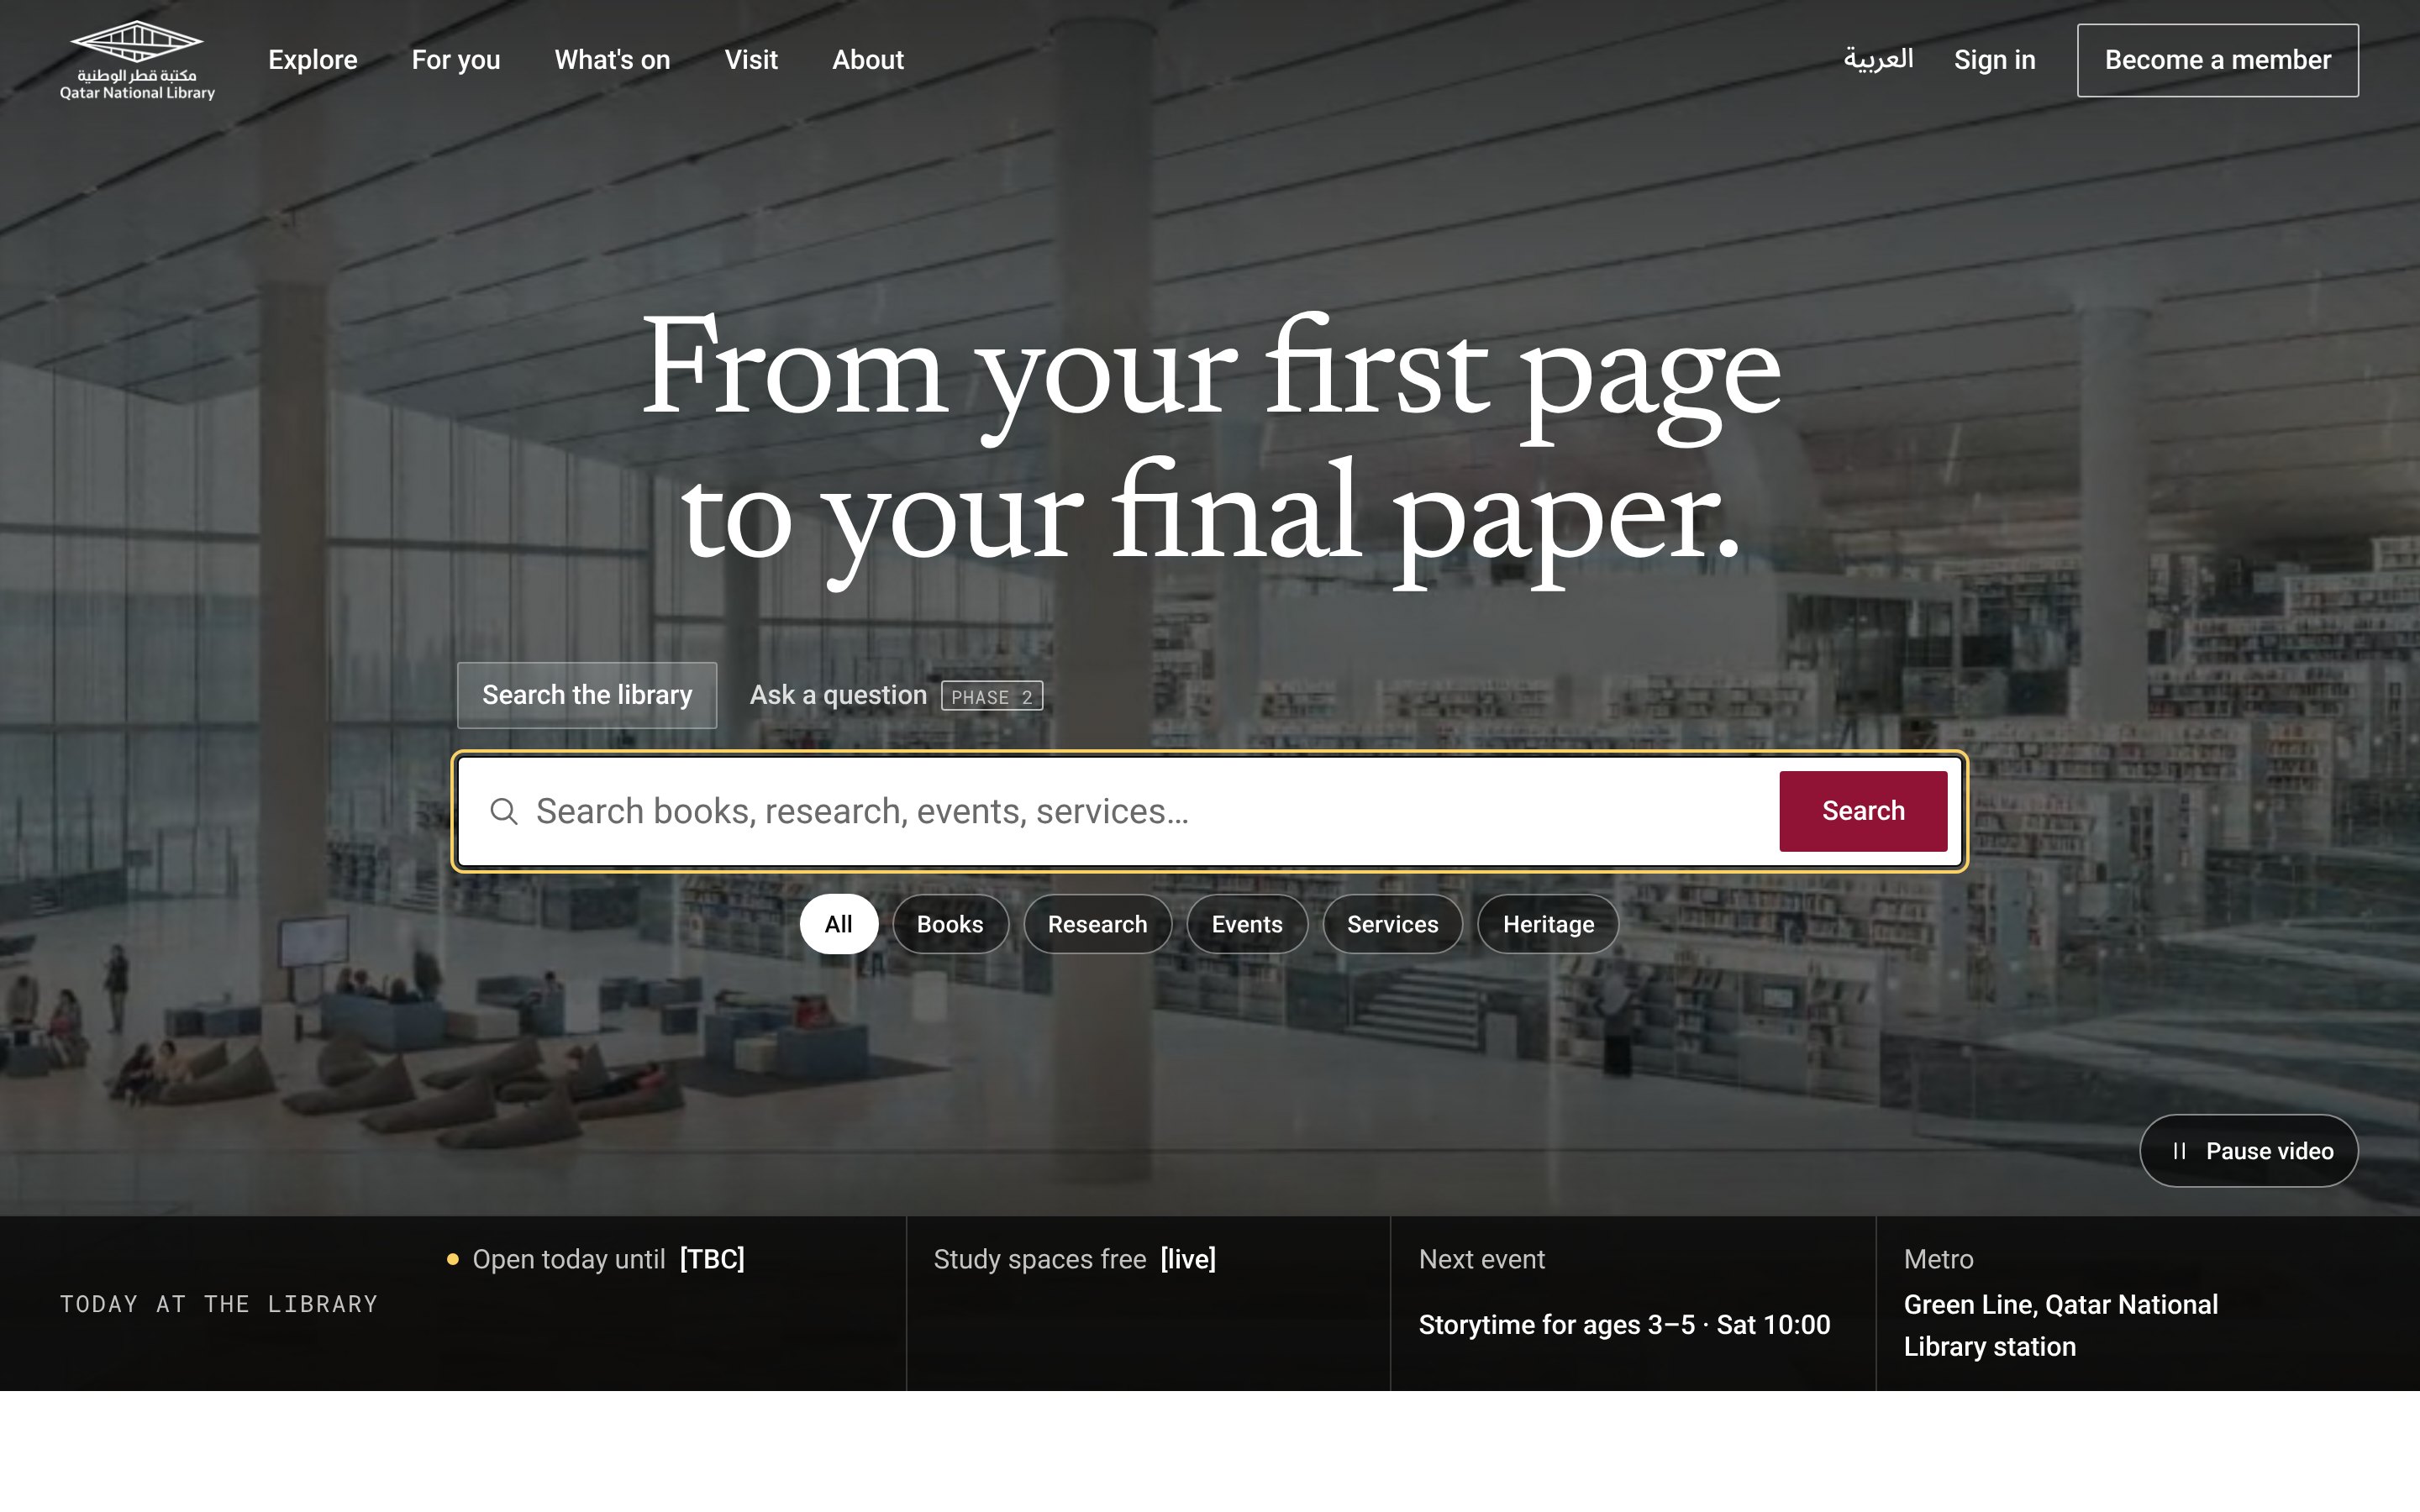 مكتبة قطر الوطنية
Qatar National Library
Explore
For you
What's on
Visit
About
العربية
Sign in
Become a member
From your first page
to your final paper.
Search the library
Ask a question PHASE 2
Search books, research, events, services…
Search
All
Books
Research
Events
Services
Heritage
Pause video
TODAY AT THE LIBRARY
Open today until [TBC]
Study spaces free [live]
Next event
Storytime for ages 3–5 · Sat 10:00
Metro
Green Line, Qatar National
Library station